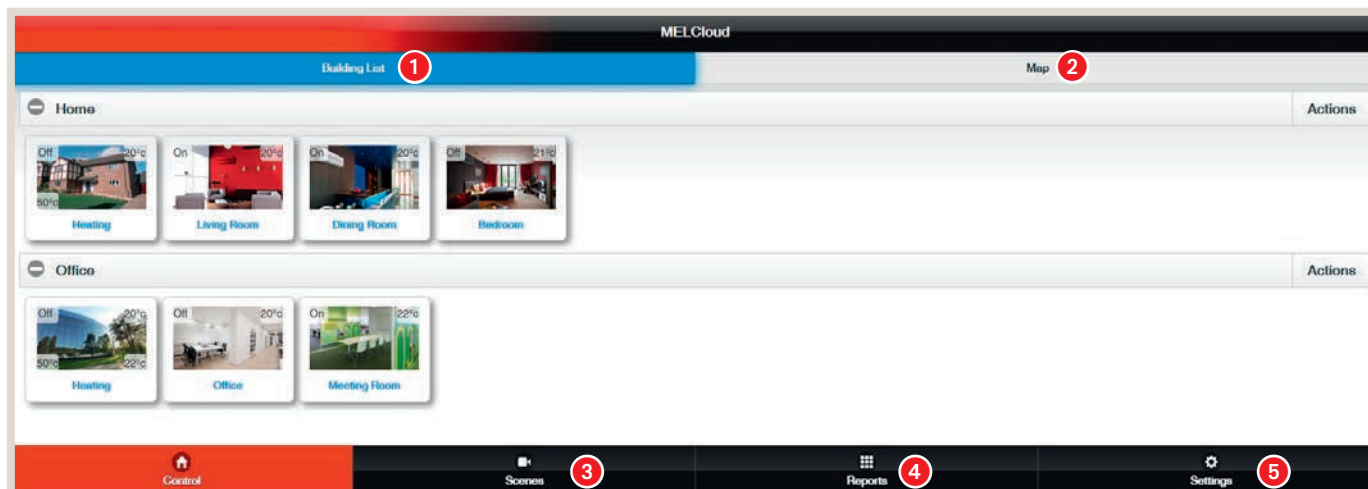 MELCloud
Building List 1 Map 2
Home Actions
Off 20°c On 20°c On 20°c Off 21°c
50°c
Heating Living Room Dining Room Bedroom
Office Actions
Off 20°c Off 20°c On 22°c
50°c 22°c
Heating Office Meeting Room
Control Scenes 3 Reports 4 Settings 5